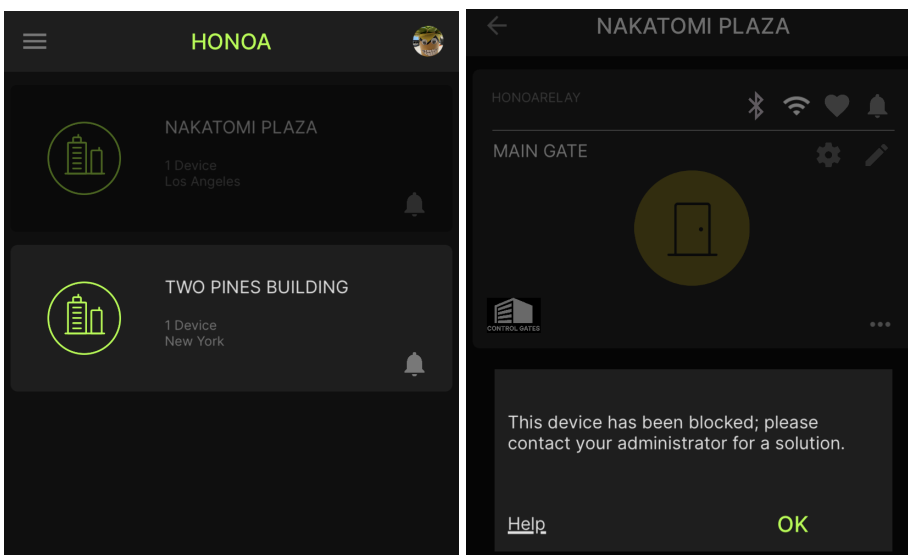 HONOA
NAKATOMI PLAZA
1 Device
Los Angeles
TWO PINES BUILDING
1 Device
New York
NAKATOMI PLAZA
HONOARELAY
MAIN GATE
CONTROL GATES
This device has been blocked; please
contact your administrator for a solution.
Help
OK